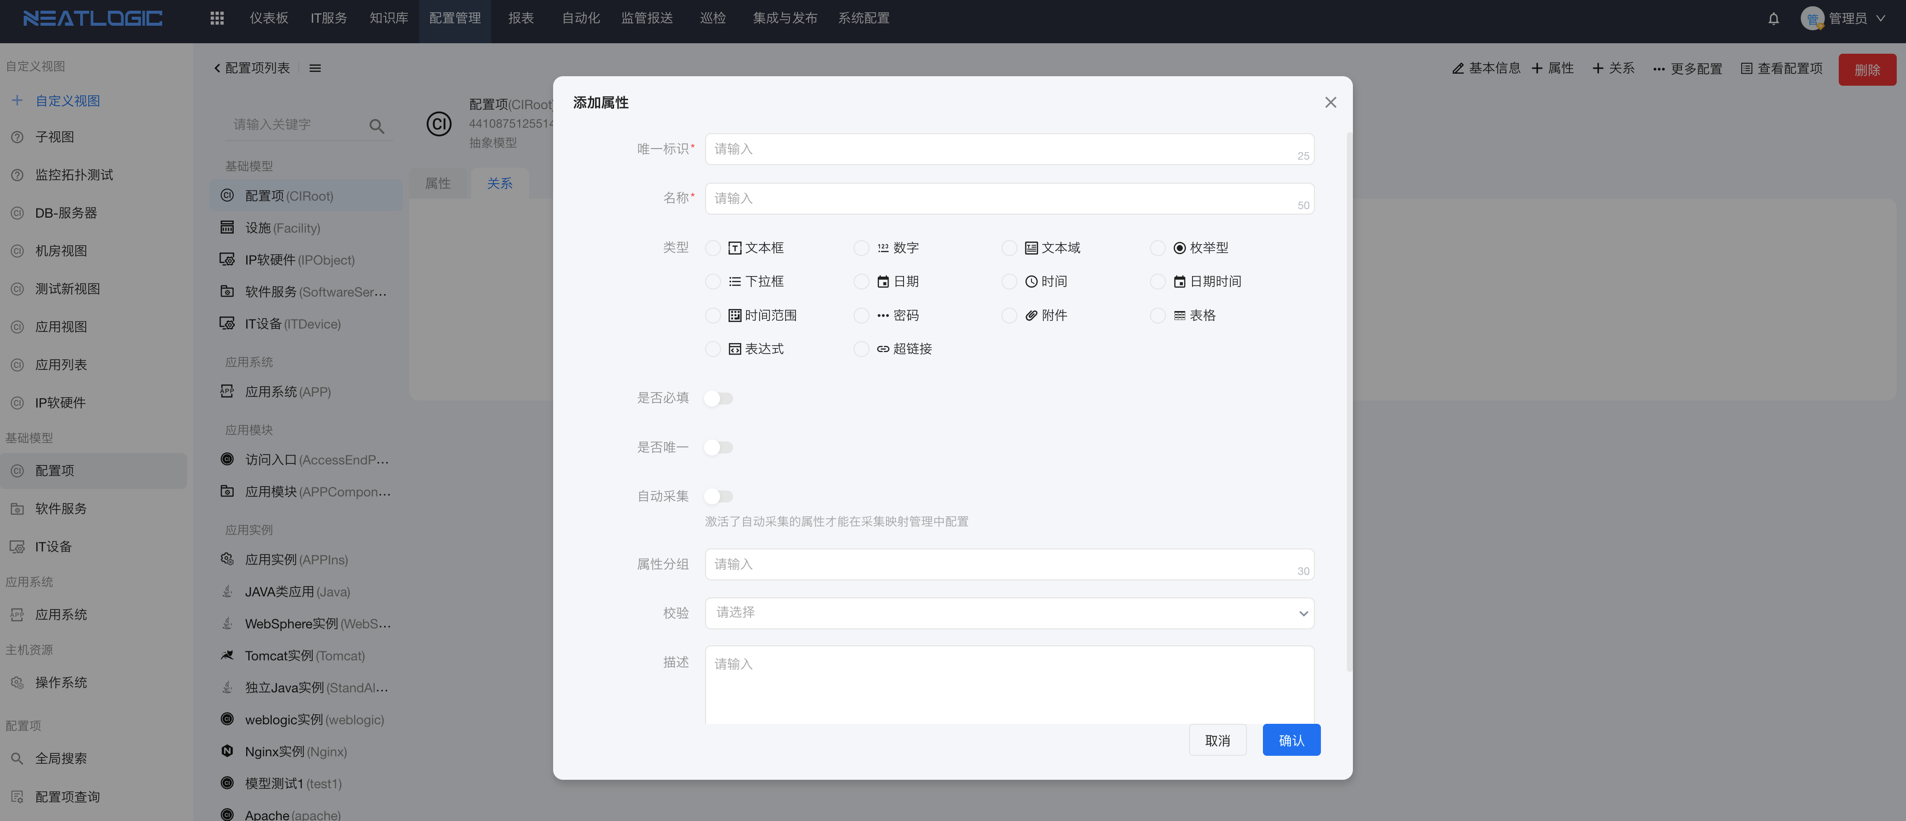 NEATLOGIC
仪表板
IT服务
知识库
配置管理
报表
自动化
监管报送
巡检
集成与发布
系统配置
管
管理员
自定义视图
自定义视图
子视图
监控拓扑测试
DB-服务器
机房视图
测试新视图
应用视图
应用列表
IP软硬件
基础模型
配置项
软件服务
IT设备
应用系统
应用系统
主机资源
操作系统
配置项
全局搜索
配置项查询
配置项列表
基本信息
属性
关系
更多配置
查看配置项
删除
请输入关键字
基础模型
配置项(CIRoot)
设施(Facility)
IP软硬件(IPObject)
软件服务(SoftwareSer...
IT设备(ITDevice)
应用系统
应用系统(APP)
应用模块
访问入口(AccessEndP...
应用模块(APPCompon...
应用实例
应用实例(APPIns)
JAVA类应用(Java)
WebSphere实例(WebS...
Tomcat实例(Tomcat)
独立Java实例(StandAl...
weblogic实例(weblogic)
Nginx实例(Nginx)
模型测试1(test1)
Apache(apache)
CI
配置项(CIRoot)
4410875125514
抽象模型
属性
关系
添加属性
唯一标识*
请输入
25
名称*
请输入
50
类型
文本框
数字
文本域
枚举型
下拉框
日期
时间
日期时间
时间范围
密码
附件
表格
表达式
超链接
是否必填
是否唯一
自动采集
激活了自动采集的属性才能在采集映射管理中配置
属性分组
请输入
30
校验
请选择
描述
请输入
取消
确认